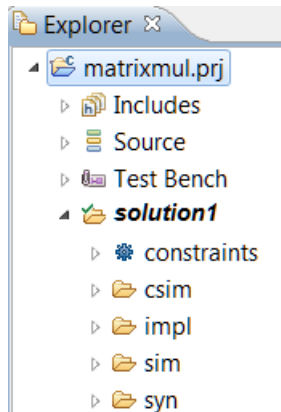 Explorer
matrixmul.prj
Includes
Source
Test Bench
solution1
constraints
csim
impl
sim
syn